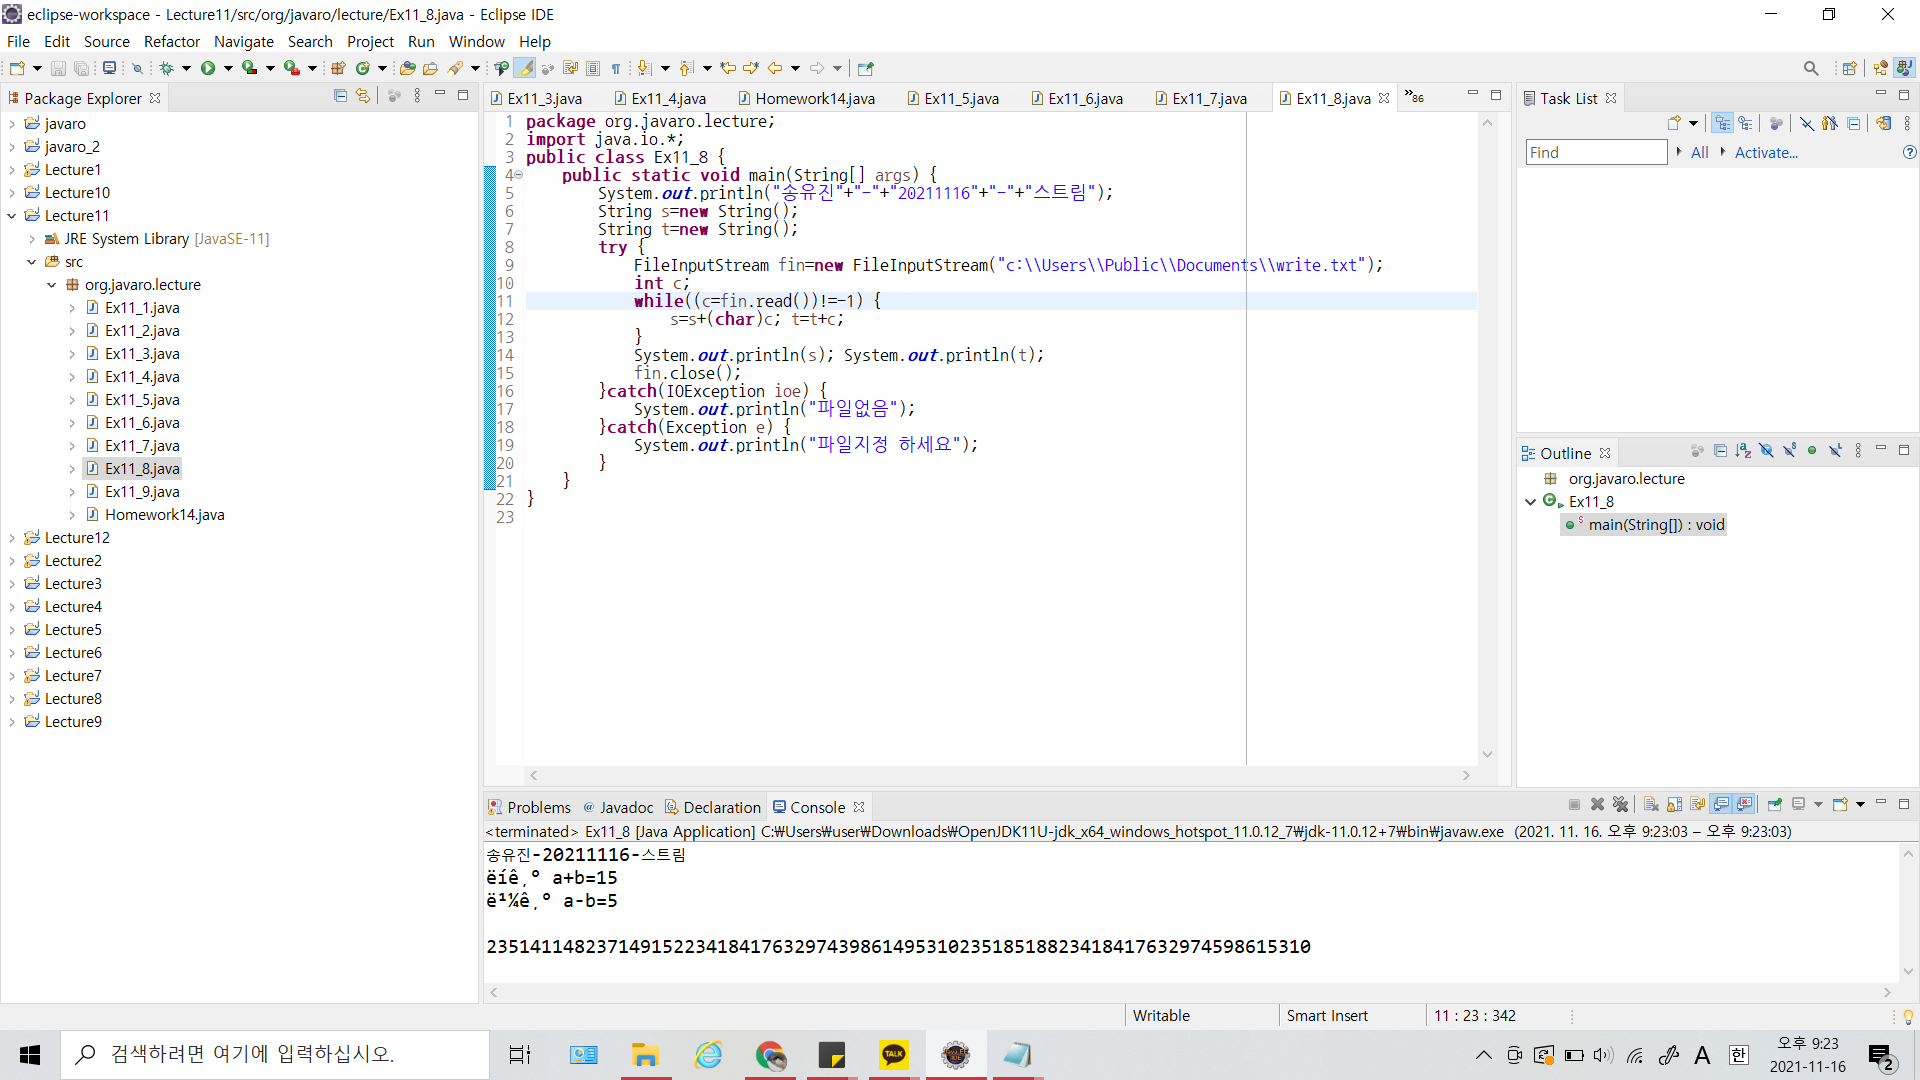 eclipse-workspace - Lecture11/src/org/javaro/lecture/Ex11_8.java - Eclipse IDE
File Edit Source Refactor Navigate Search Project Run Window Help
Package Explorer
javaro
javaro_2
Lecture1
Lecture10
Lecture11
JRE System Library [JavaSE-11]
src
org.javaro.lecture
Ex11_1.java
Ex11_2.java
Ex11_3.java
Ex11_4.java
Ex11_5.java
Ex11_6.java
Ex11_7.java
Ex11_8.java
Ex11_9.java
Homework14.java
Lecture12
Lecture2
Lecture3
Lecture4
Lecture5
Lecture6
Lecture7
Lecture8
Lecture9
Ex11_3.java Ex11_4.java Homework14.java Ex11_5.java Ex11_6.java Ex11_7.java Ex11_8.java »86
1 package org.javaro.lecture;
2 import java.io.*;
3 public class Ex11_8 {
4 public static void main(String[] args) {
5 System.out.println("송유진"+"-"+"20211116"+"-"+"스트림");
6 String s=new String();
7 String t=new String();
8 try {
9 FileInputStream fin=new FileInputStream("c:\\Users\\Public\\Documents\\write.txt");
10 int c;
11 while((c=fin.read())!=-1) {
12 s=s+(char)c; t=t+c;
13 }
14 System.out.println(s); System.out.println(t);
15 fin.close();
16 }catch(IOException ioe) {
17 System.out.println("파일없음");
18 }catch(Exception e) {
19 System.out.println("파일지정 하세요");
20 }
21 }
22 }
23
Task List
Find All Activate...
Outline
org.javaro.lecture
Ex11_8
main(String[]) : void
Problems Javadoc Declaration Console
<terminated> Ex11_8 [Java Application] C:₩Users₩user₩Downloads₩OpenJDK11U-jdk_x64_windows_hotspot_11.0.12_7₩jdk-11.0.12+7₩bin₩javaw.exe (2021. 11. 16. 오후 9:23:03 – 오후 9:23:03)
송유진-20211116-스트림
ëíê¸° a+b=15
ë¹¼ê¸° a-b=5
235141148237149152234184176329743986149531023518518823418417632974598615310
Writable Smart Insert 11 : 23 : 342
검색하려면 여기에 입력하십시오.
TALK
A 한
오후 9:23
2021-11-16
2